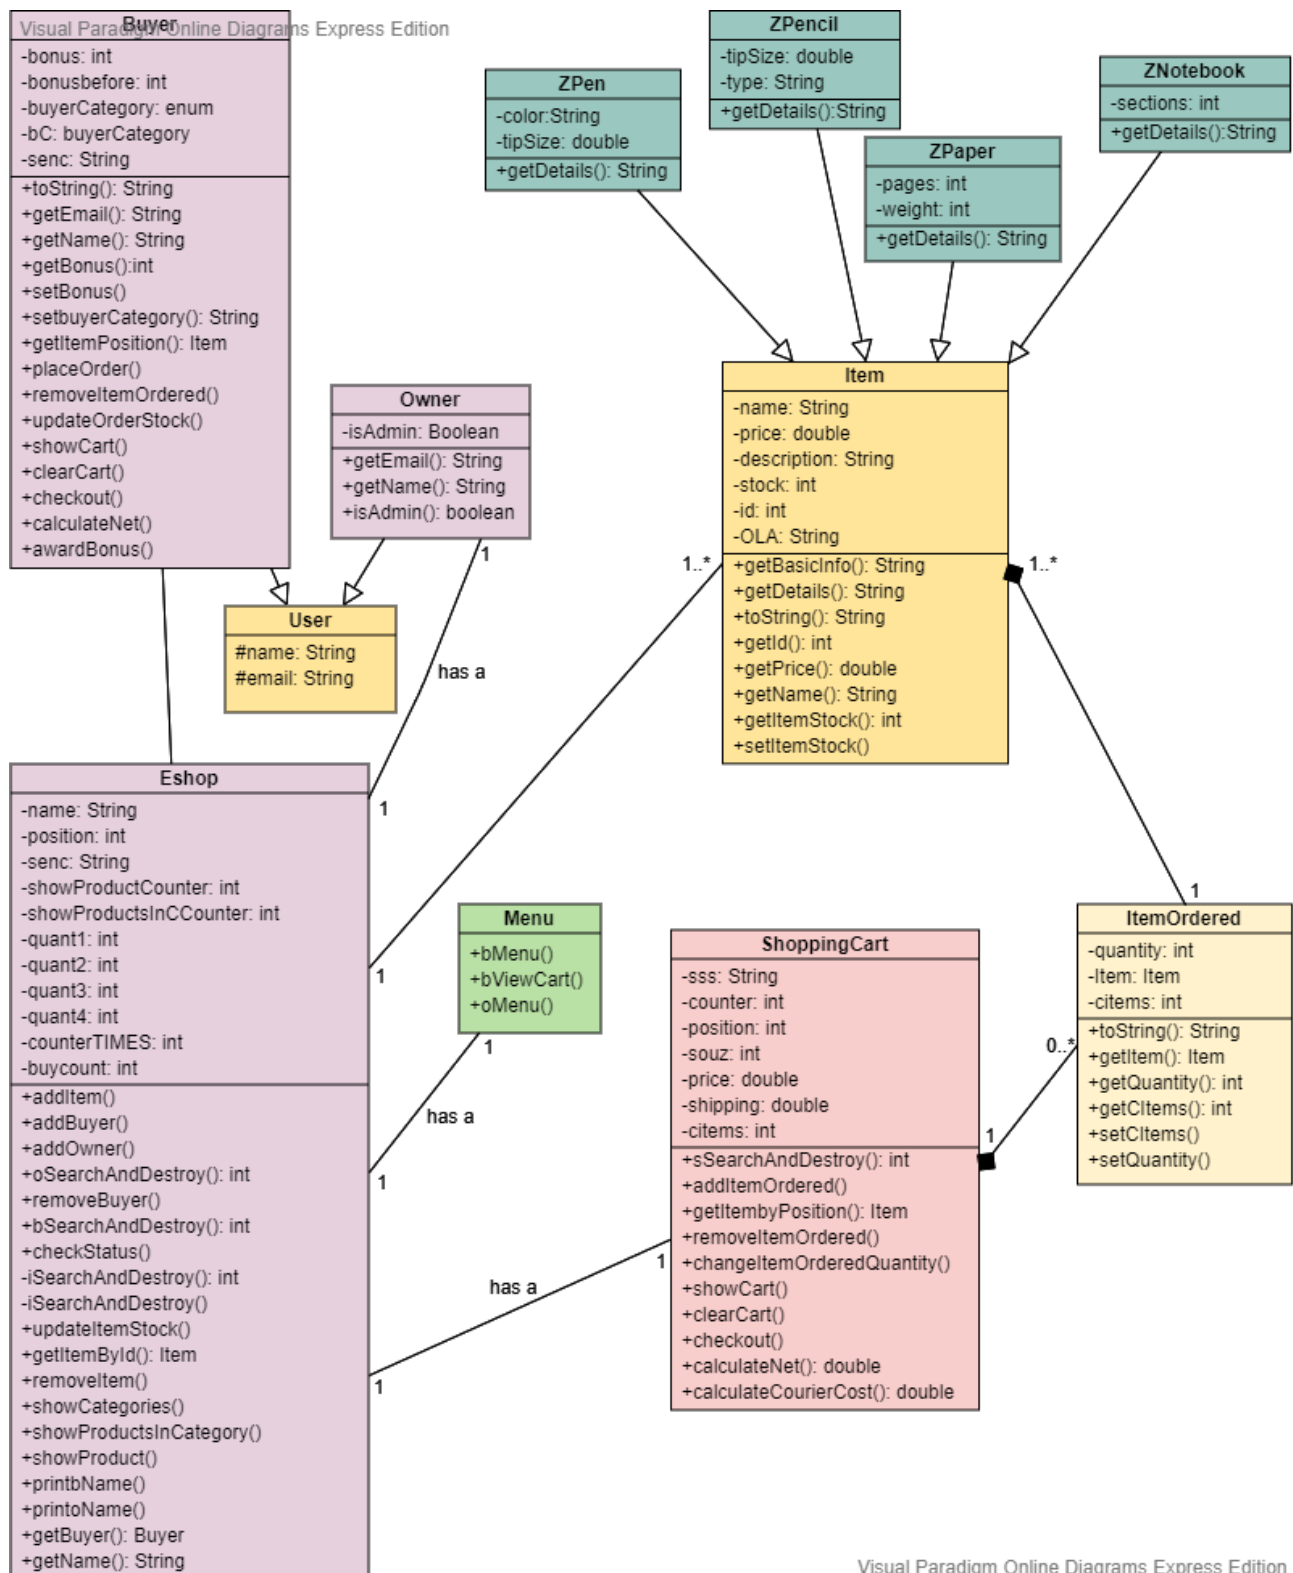 Visual Paradigm Online Diagrams Express Edition
Buyer
-bonus: int
-bonusbefore: int
-buyerCategory: enum
-bC: buyerCategory
-senc: String
+toString(): String
+getEmail(): String
+getName(): String
+getBonus():int
+setBonus()
+setbuyerCategory(): String
+getItemPosition(): Item
+placeOrder()
+removeItemOrdered()
+updateOrderStock()
+showCart()
+clearCart()
+checkout()
+calculateNet()
+awardBonus()
ZPen
-color:String
-tipSize: double
+getDetails(): String
ZPencil
-tipSize: double
-type: String
+getDetails():String
ZPaper
-pages: int
-weight: int
+getDetails(): String
ZNotebook
-sections: int
+getDetails():String
Owner
-isAdmin: Boolean
+getEmail(): String
+getName(): String
+isAdmin(): boolean
1
has a
1
User
#name: String
#email: String
Item
-name: String
-price: double
-description: String
-stock: int
-id: int
-OLA: String
+getBasicInfo(): String
+getDetails(): String
+toString(): String
+getId(): int
+getPrice(): double
+getName(): String
+getItemStock(): int
+setItemStock()
1..*
1..*
1
1
Eshop
-name: String
-position: int
-senc: String
-showProductCounter: int
-showProductsInCCounter: int
-quant1: int
-quant2: int
-quant3: int
-quant4: int
-counterTIMES: int
-buycount: int
+addItem()
+addBuyer()
+addOwner()
+oSearchAndDestroy(): int
+removeBuyer()
+bSearchAndDestroy(): int
+checkStatus()
-iSearchAndDestroy(): int
-iSearchAndDestroy()
+updateItemStock()
+getItemById(): Item
+removeItem()
+showCategories()
+showProductsInCategory()
+showProduct()
+printbName()
+printoName()
+getBuyer(): Buyer
+getName(): String
Menu
+bMenu()
+bViewCart()
+oMenu()
1
has a
1
ShoppingCart
-sss: String
-counter: int
-position: int
-souz: int
-price: double
-shipping: double
-citems: int
+sSearchAndDestroy(): int
+addItemOrdered()
+getItembyPosition(): Item
+removeItemOrdered()
+changeItemOrderedQuantity()
+showCart()
+clearCart()
+checkout()
+calculateNet(): double
+calculateCourierCost(): double
1
has a
1
ItemOrdered
-quantity: int
-Item: Item
-citems: int
+toString(): String
+getItem(): Item
+getQuantity(): int
+getCItems(): int
+setCItems()
+setQuantity()
0..*
1
Visual Paradigm Online Diagrams Express Edition